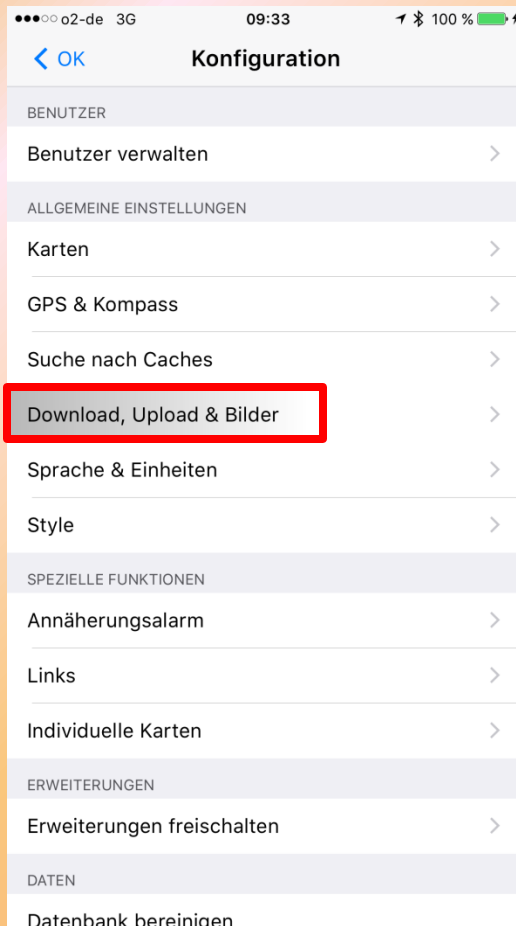 o2-de 3G 09:33 100 %
OK Konfiguration
BENUTZER
Benutzer verwalten
ALLGEMEINE EINSTELLUNGEN
Karten
GPS & Kompass
Suche nach Caches
Download, Upload & Bilder
Sprache & Einheiten
Style
SPEZIELLE FUNKTIONEN
Annäherungsalarm
Links
Individuelle Karten
ERWEITERUNGEN
Erweiterungen freischalten
DATEN
Datenbank bereinigen